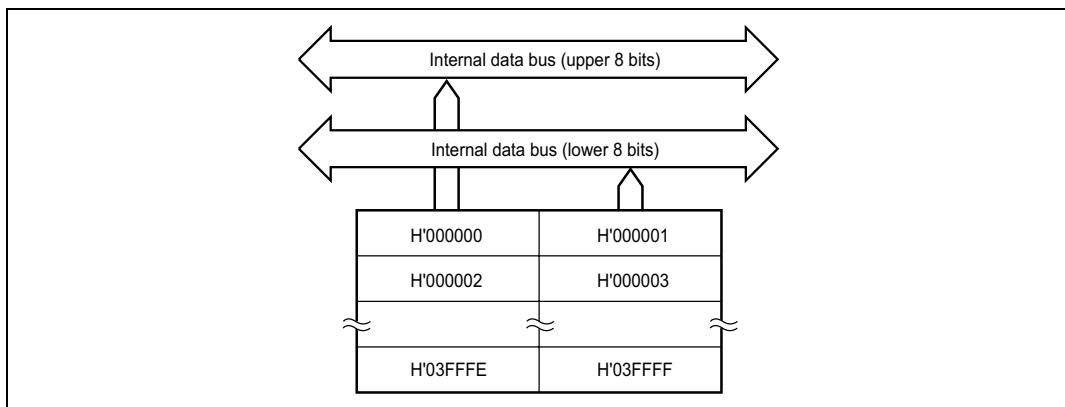 Internal data bus (upper 8 bits)
Internal data bus (lower 8 bits)
H'000000 H'000001
H'000002 H'000003
H'03FFFE H'03FFFF